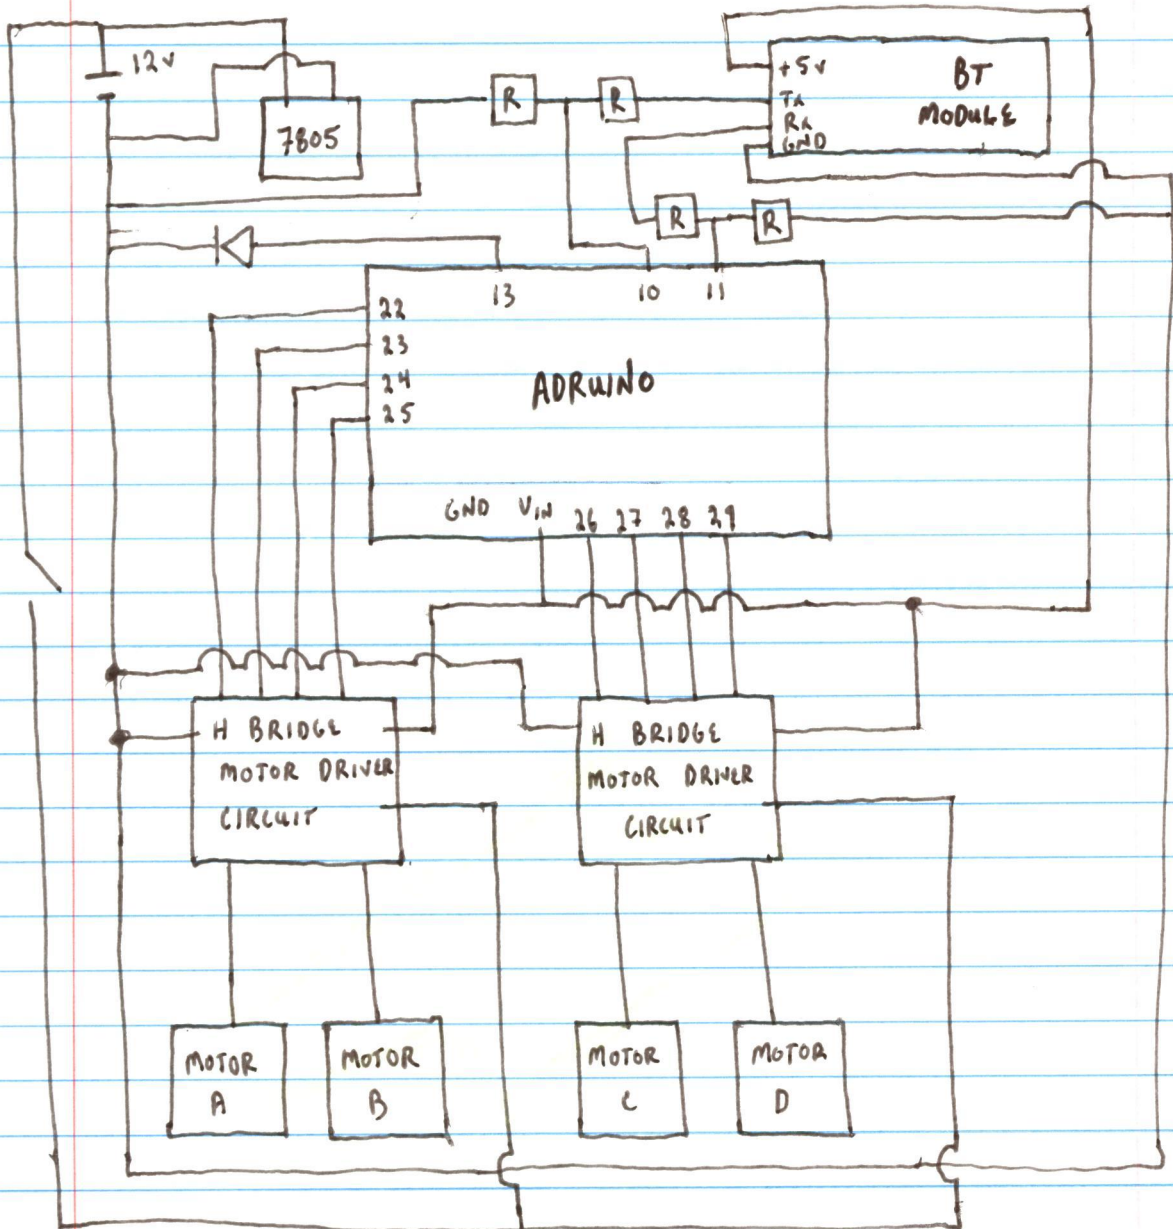 12v
7805
R
R
+5v
Tx
Rx
GND
BT
MODULE
R
R
13
10
11
22
23
24
25
ADRUINO
GND
VIN
26
27
28
29
H BRIDGE
MOTOR DRIVER
CIRCUIT
H BRIDGE
MOTOR DRIVER
CIRCUIT
MOTOR
A
MOTOR
B
MOTOR
C
MOTOR
D